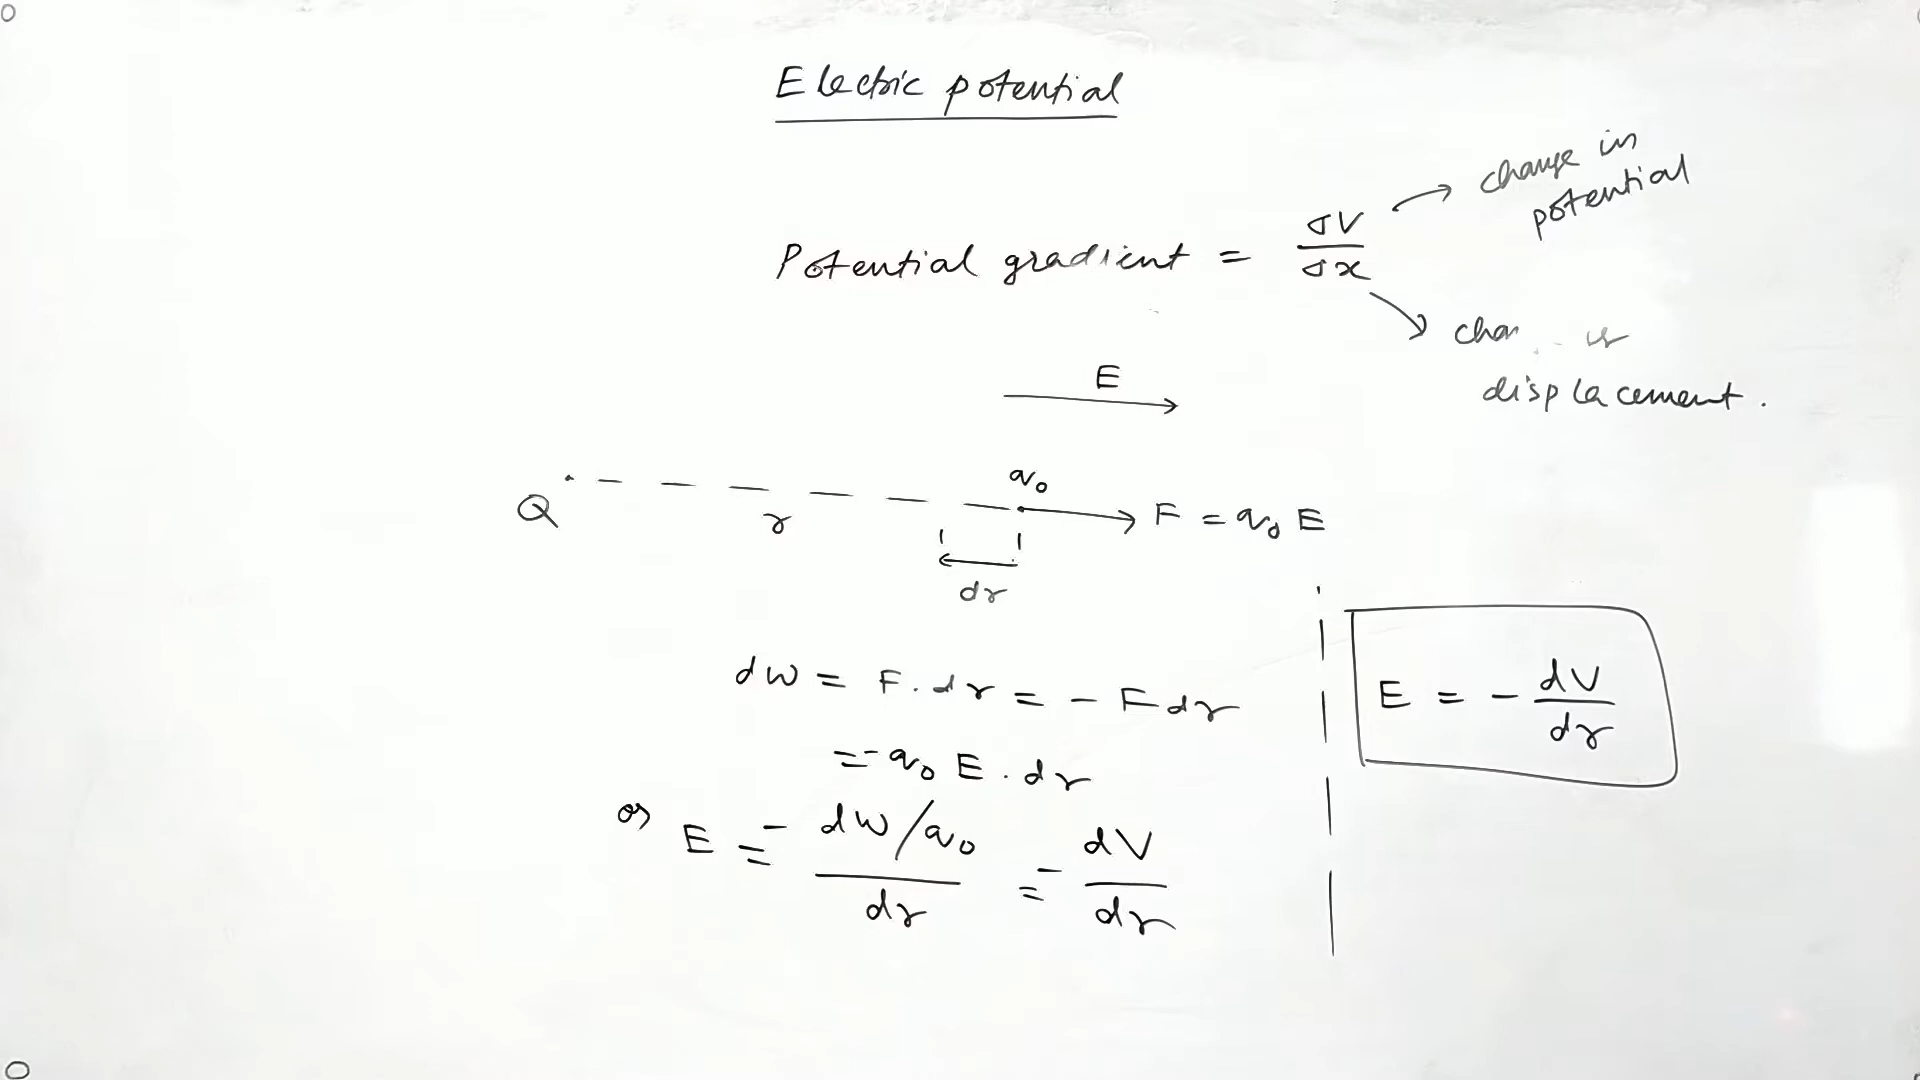 Electric potential
change in
potential
Potential gradient = δV/δx
displacement.
E
q₀
Q
r
F = q₀ E
dr
dW = F.dr = - Fdr
=- q₀ E . dr
or E =- (dW/q₀)/dr =- dV/dr
E = - dV/dr